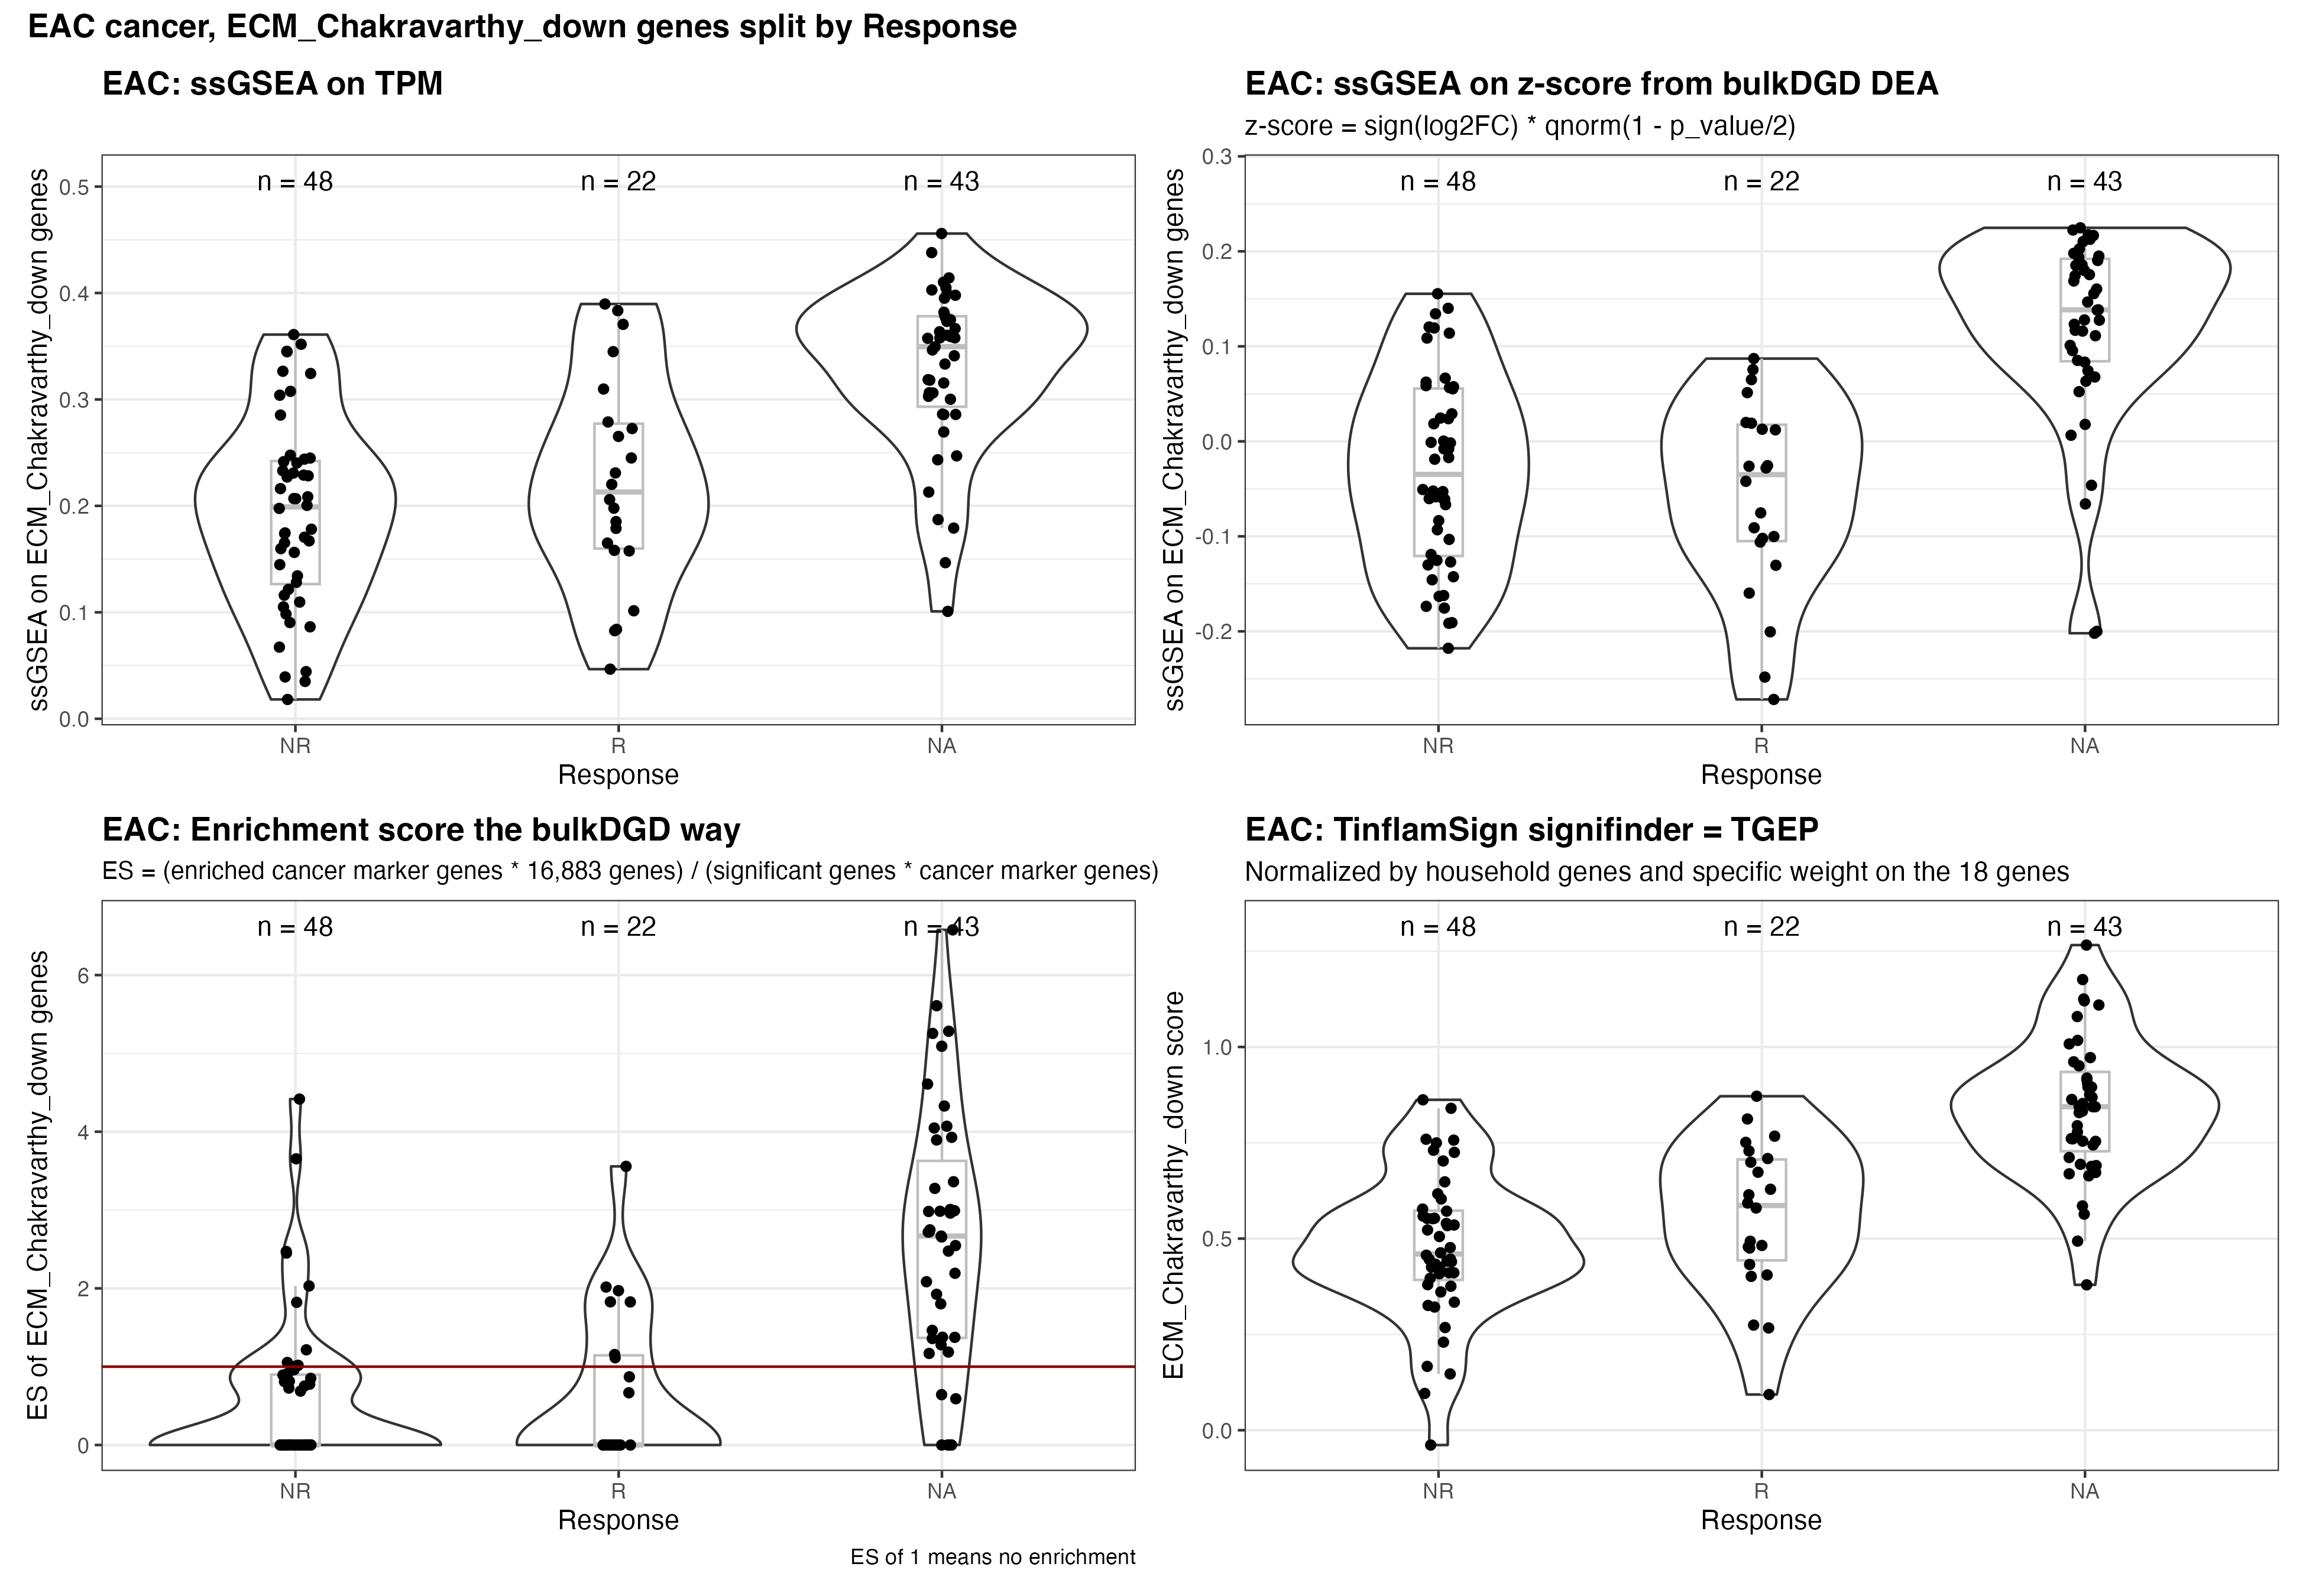 EAC cancer, ECM_Chakravarthy_down genes split by Response
EAC: ssGSEA on TPM
ssGSEA on ECM_Chakravarthy_down genes
0.5
0.4
0.3
0.2
0.1
0.0
n = 48
n = 22
n = 43
NR
R
NA
Response
EAC: ssGSEA on z-score from bulkDGD DEA
z-score = sign(log2FC) * qnorm(1 - p_value/2)
ssGSEA on ECM_Chakravarthy_down genes
0.3
0.2
0.1
0.0
-0.1
-0.2
n = 48
n = 22
n = 43
NR
R
NA
Response
EAC: Enrichment score the bulkDGD way
ES = (enriched cancer marker genes * 16,883 genes) / (significant genes * cancer marker genes)
ES of ECM_Chakravarthy_down genes
6
4
2
0
n = 48
n = 22
n = 43
NR
R
NA
Response
ES of 1 means no enrichment
EAC: TinflamSign signifinder = TGEP
Normalized by household genes and specific weight on the 18 genes
ECM_Chakravarthy_down score
1.0
0.5
0.0
n = 48
n = 22
n = 43
NR
R
NA
Response